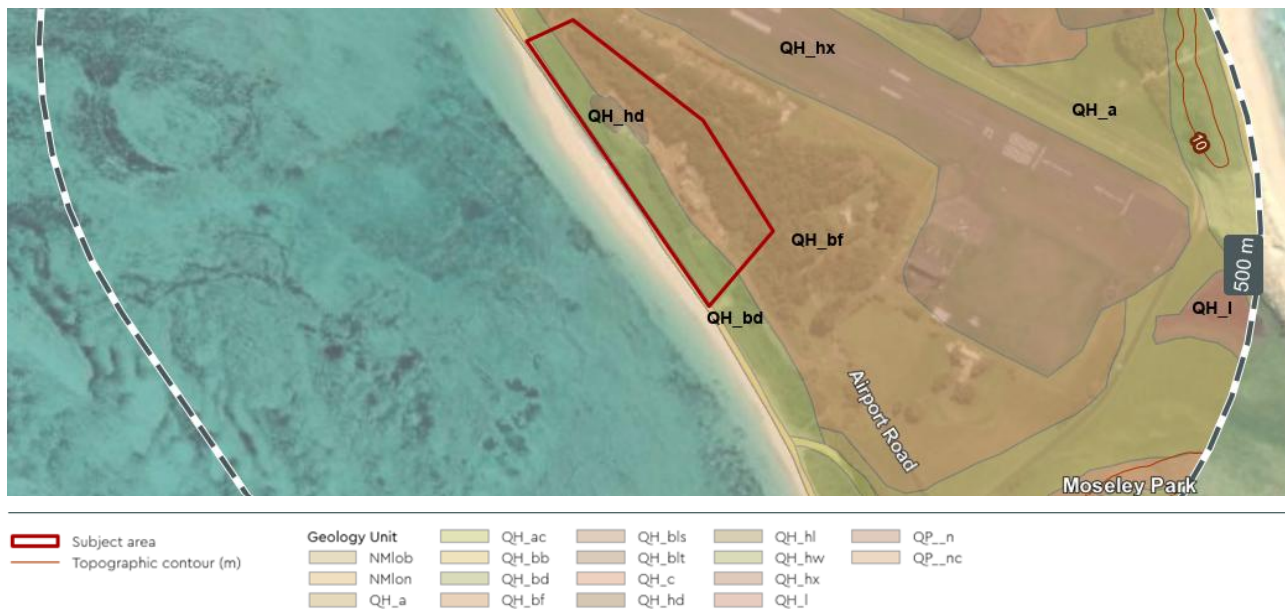 QH_hx
QH_a
QH_hd
10
QH_bf
500 m
QH_l
QH_bd
Airport Road
Moseley Park
Subject area
Topographic contour (m)
Geology Unit
NMlob
NMlon
QH_a
QH_ac
QH_bb
QH_bd
QH_bf
QH_bls
QH_blt
QH_c
QH_hd
QH_hl
QH_hw
QH_hx
QH_l
QP__n
QP__nc